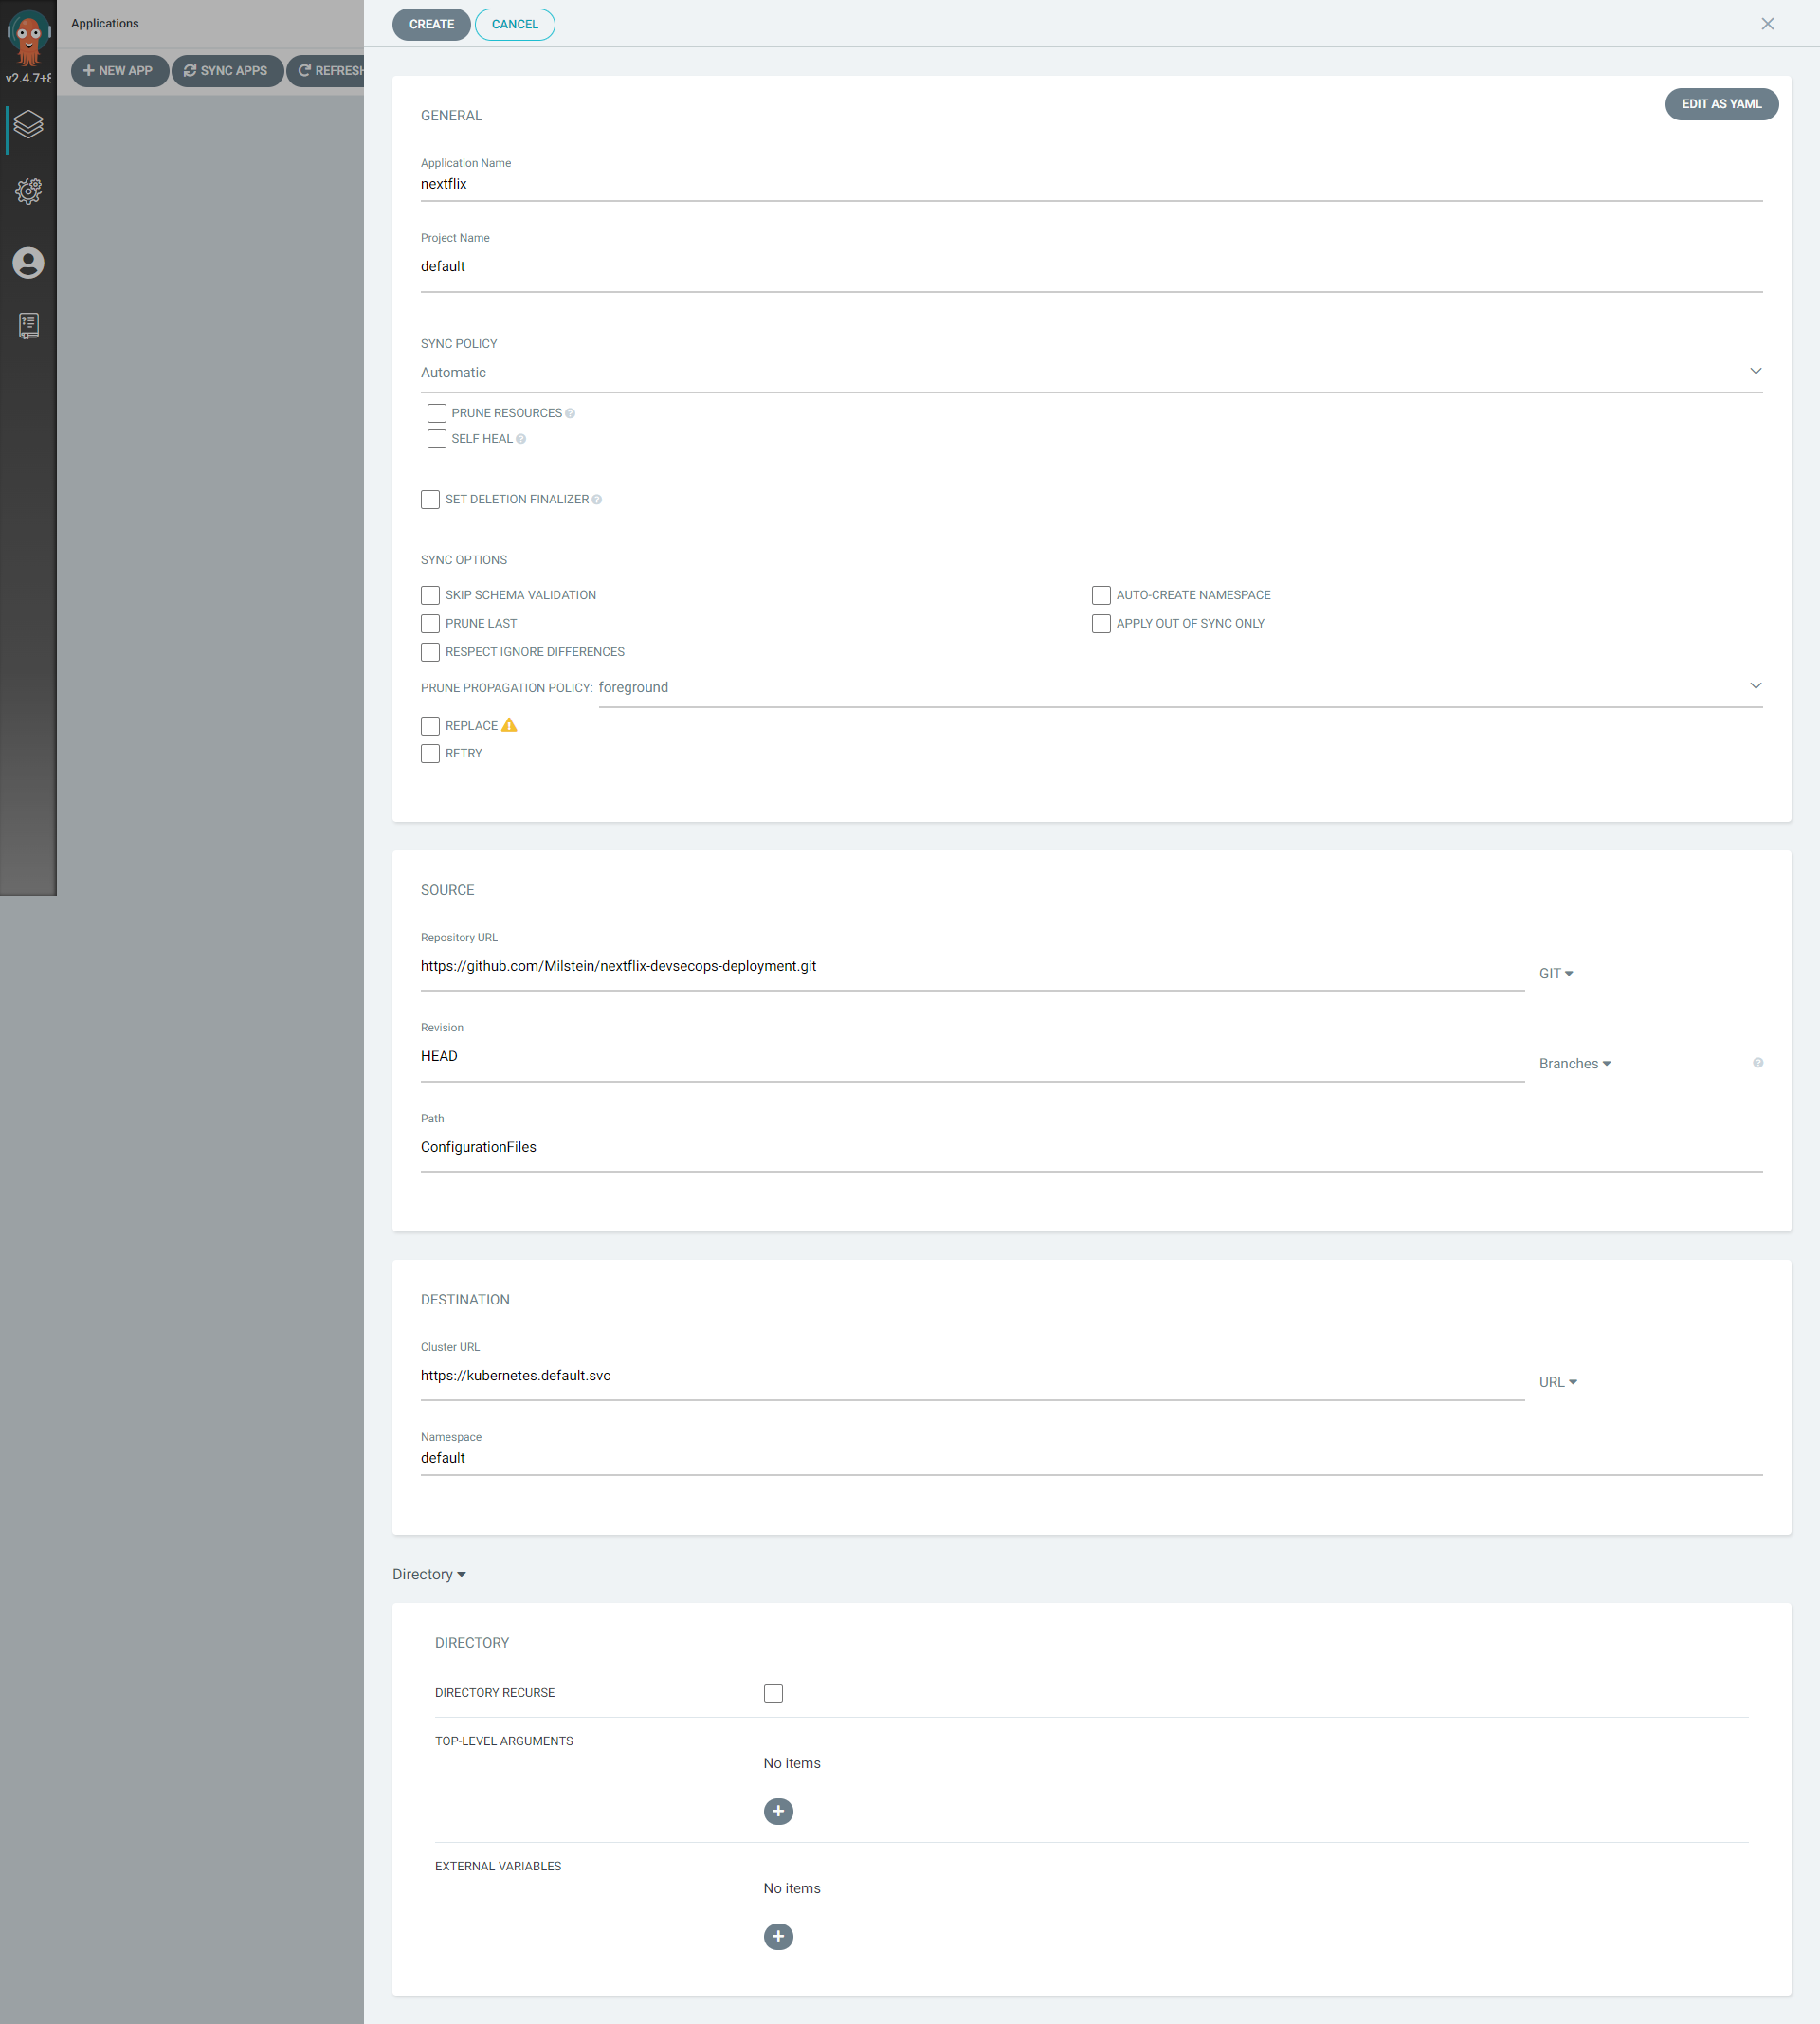 v2.4.7+8
Applications
NEW APP
SYNC APPS
REFRESH
CREATE
CANCEL
EDIT AS YAML
GENERAL
Application Name
nextflix
Project Name
default
SYNC POLICY
Automatic
PRUNE RESOURCES
SELF HEAL
SET DELETION FINALIZER
SYNC OPTIONS
SKIP SCHEMA VALIDATION
AUTO-CREATE NAMESPACE
PRUNE LAST
APPLY OUT OF SYNC ONLY
RESPECT IGNORE DIFFERENCES
PRUNE PROPAGATION POLICY: foreground
REPLACE
RETRY
SOURCE
Repository URL
https://github.com/Milstein/nextflix-devsecops-deployment.git
GIT
Revision
HEAD
Branches
Path
ConfigurationFiles
DESTINATION
Cluster URL
https://kubernetes.default.svc
URL
Namespace
default
Directory
DIRECTORY
DIRECTORY RECURSE
TOP-LEVEL ARGUMENTS
No items
EXTERNAL VARIABLES
No items